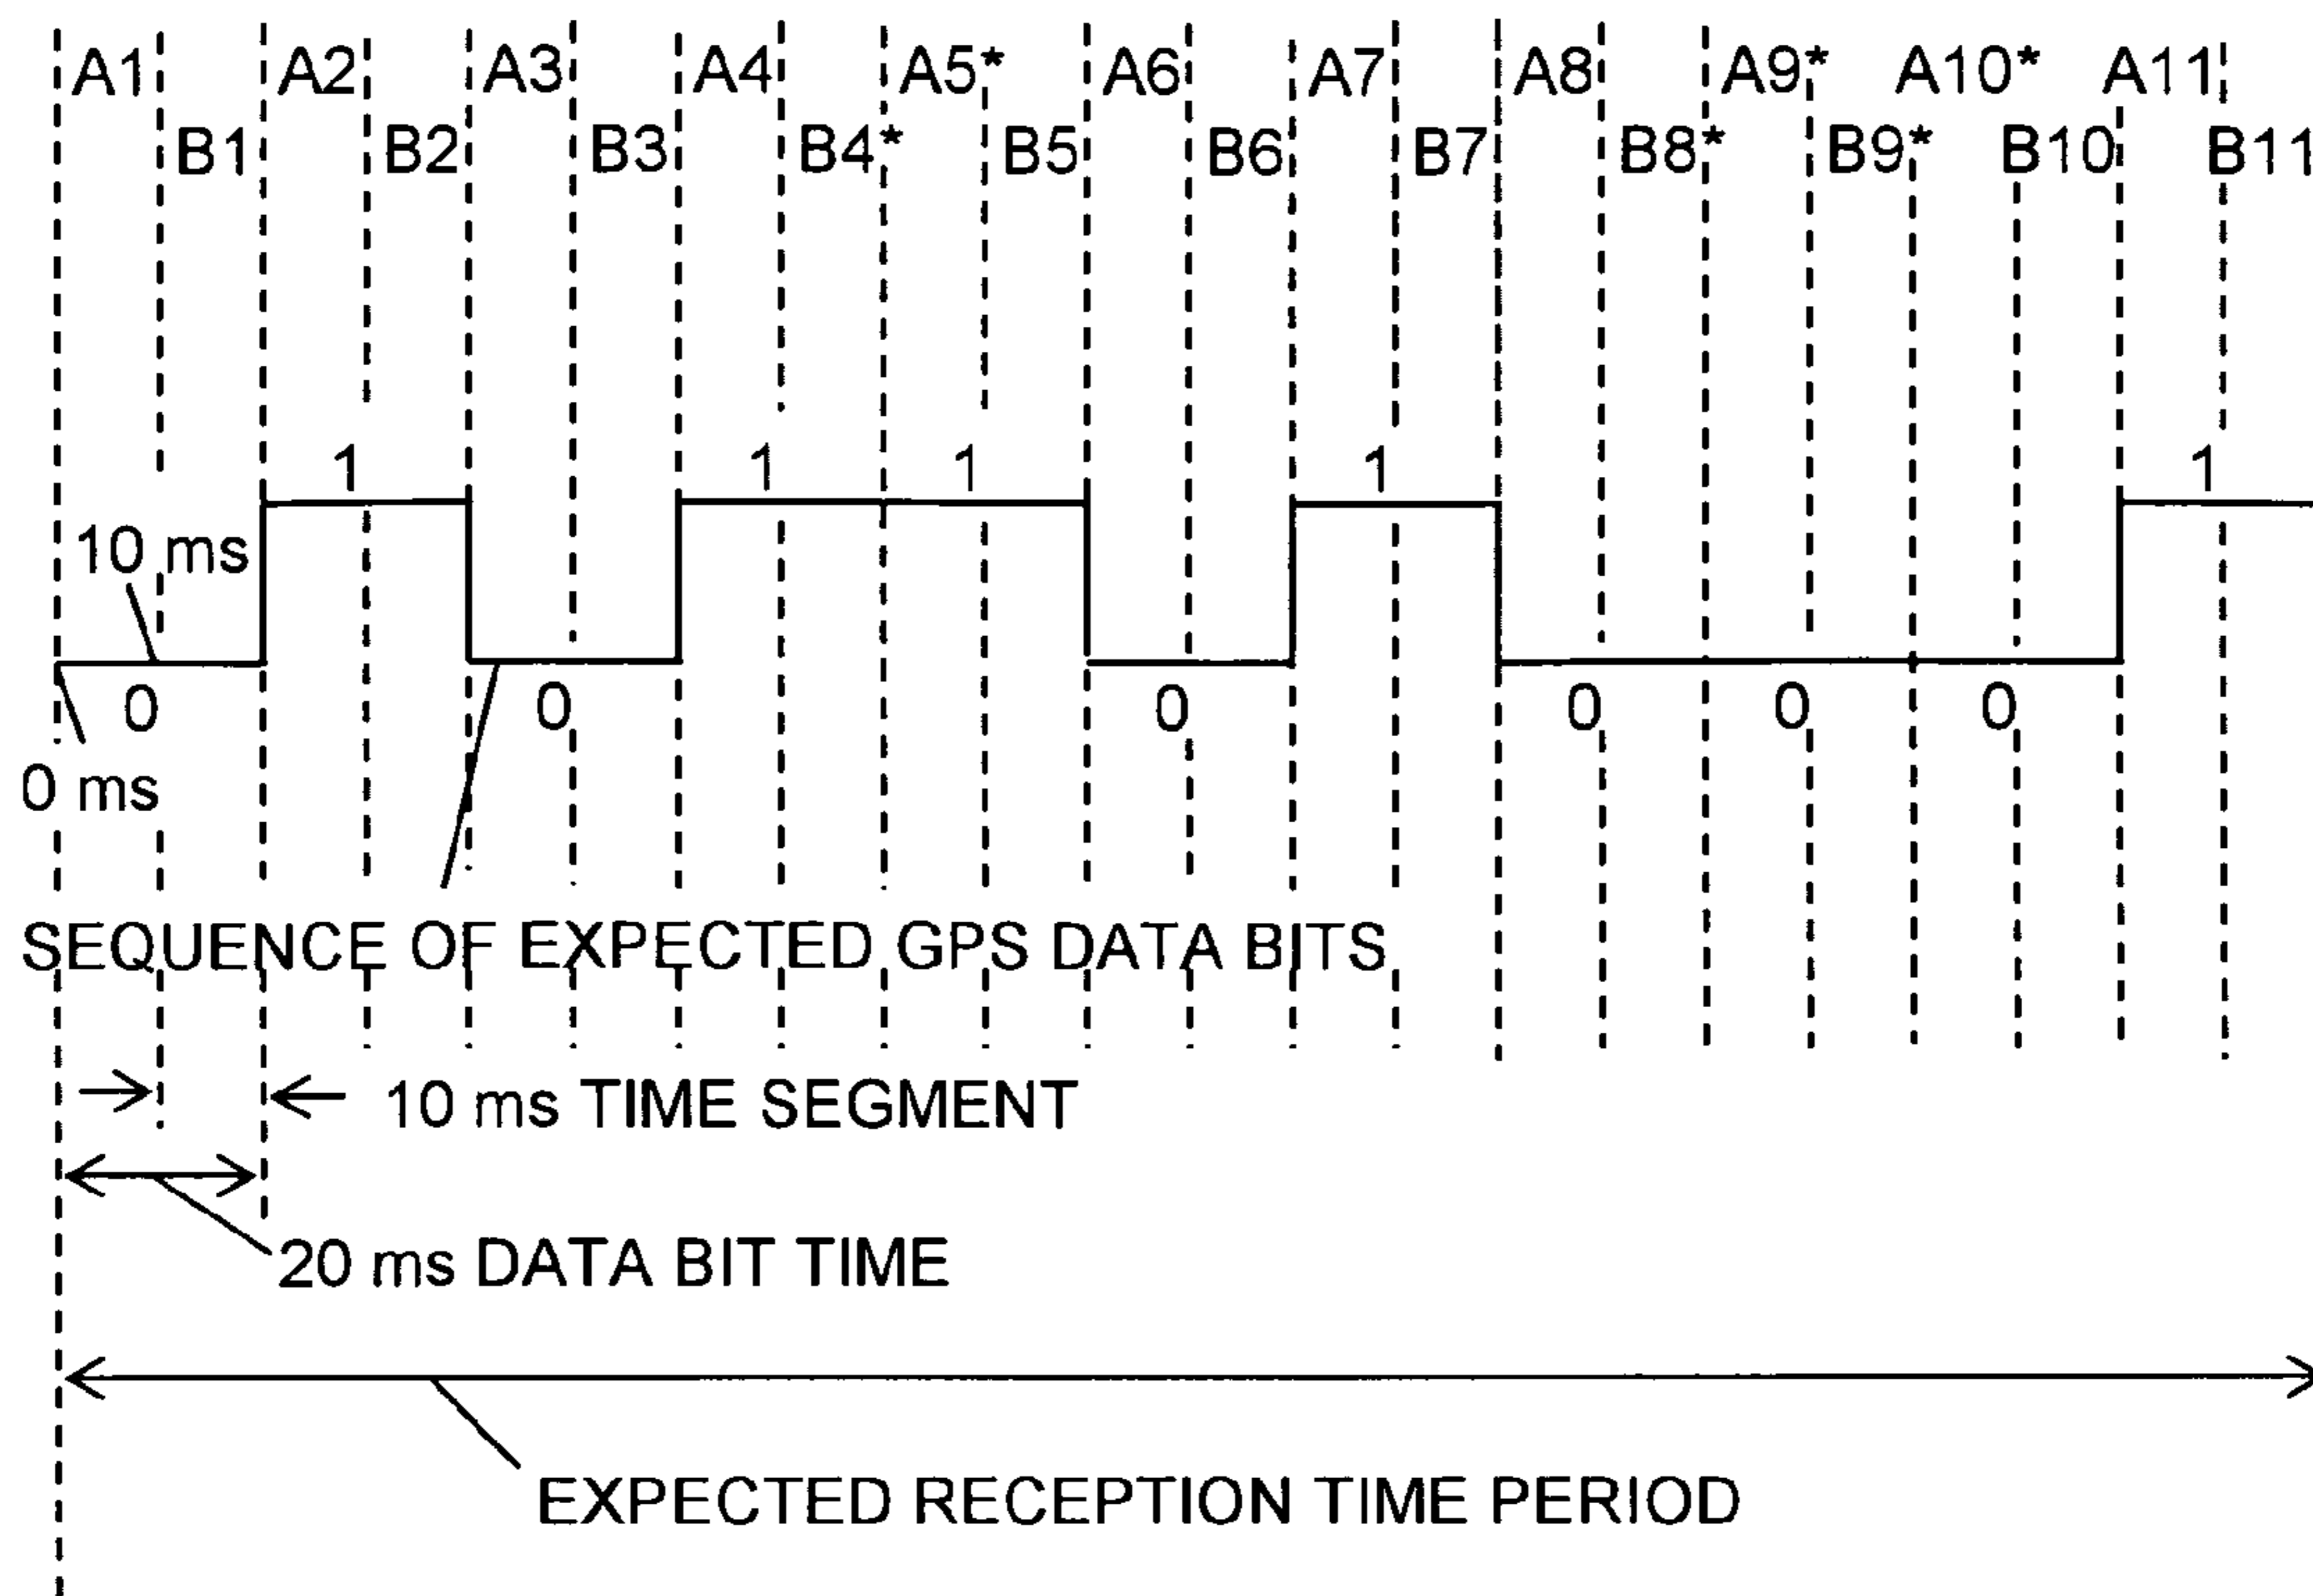 A1 A2 A3 A4 A5* A6 A7 A8 A9* A10* A11
B1 B2 B3 B4* B5 B6 B7 B8* B9* B10 B11
1 1 1 1 1
10 ms
0 0 0 0 0 0
0 ms
SEQUENCE OF EXPECTED GPS DATA BITS
10 ms TIME SEGMENT
20 ms DATA BIT TIME
EXPECTED RECEPTION TIME PERIOD